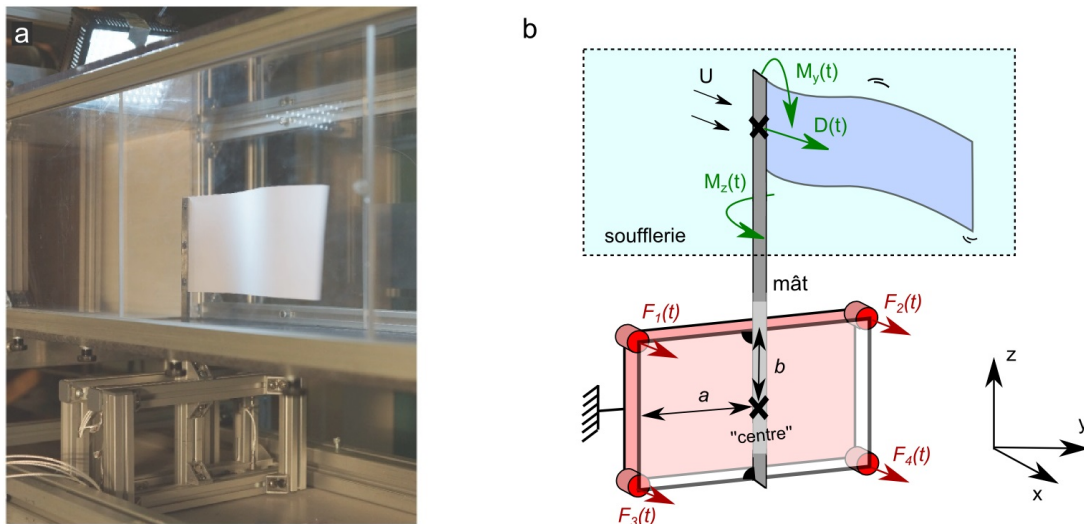 a
b
U
M_y(t)
D(t)
M_z(t)
soufflerie
mât
F_1(t)
F_2(t)
b
a
"centre"
F_3(t)
F_4(t)
z
y
x